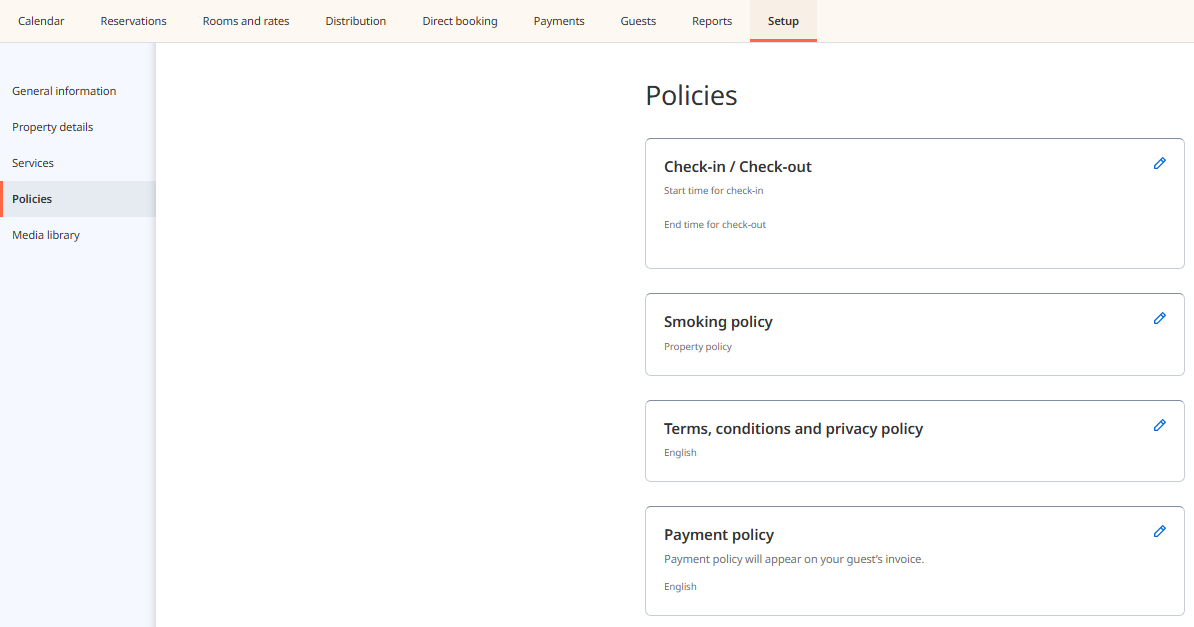 Calendar Reservations Rooms and rates Distribution Direct booking Payments Guests Reports Setup
General information
Property details
Services
Policies
Media library
Policies
Check-in / Check-out
Start time for check-in
End time for check-out
Smoking policy
Property policy
Terms, conditions and privacy policy
English
Payment policy
Payment policy will appear on your guest's invoice.
English